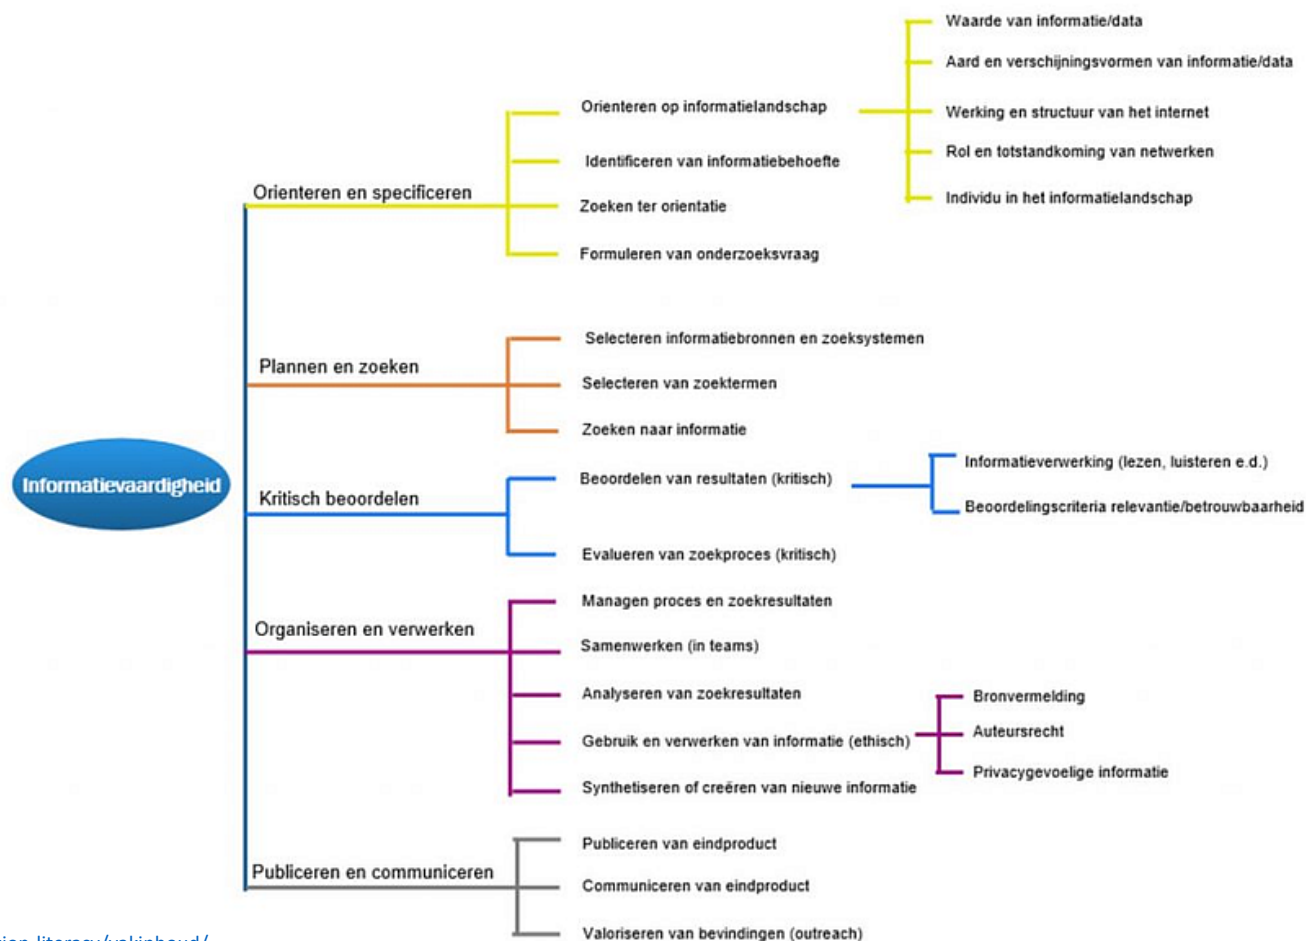 Informatievaardigheid
Orienteren en specificeren
Orienteren op informatielandschap
Waarde van informatie/data
Aard en verschijningsvormen van informatie/data
Werking en structuur van het internet
Rol en totstandkoming van netwerken
Individu in het informatielandschap
Identificeren van informatiebehoefte
Zoeken ter orientatie
Formuleren van onderzoeksvraag
Plannen en zoeken
Selecteren informatiebronnen en zoeksystemen
Selecteren van zoektermen
Zoeken naar informatie
Kritisch beoordelen
Beoordelen van resultaten (kritisch)
Informatieverwerking (lezen, luisteren e.d.)
Beoordelingscriteria relevantie/betrouwbaarheid
Evalueren van zoekproces (kritisch)
Organiseren en verwerken
Managen proces en zoekresultaten
Samenwerken (in teams)
Analyseren van zoekresultaten
Gebruik en verwerken van informatie (ethisch)
Bronvermelding
Auteursrecht
Privacygevoelige informatie
Synthetiseren of creëren van nieuwe informatie
Publiceren en communiceren
Publiceren van eindproduct
Communiceren van eindproduct
Valoriseren van bevindingen (outreach)